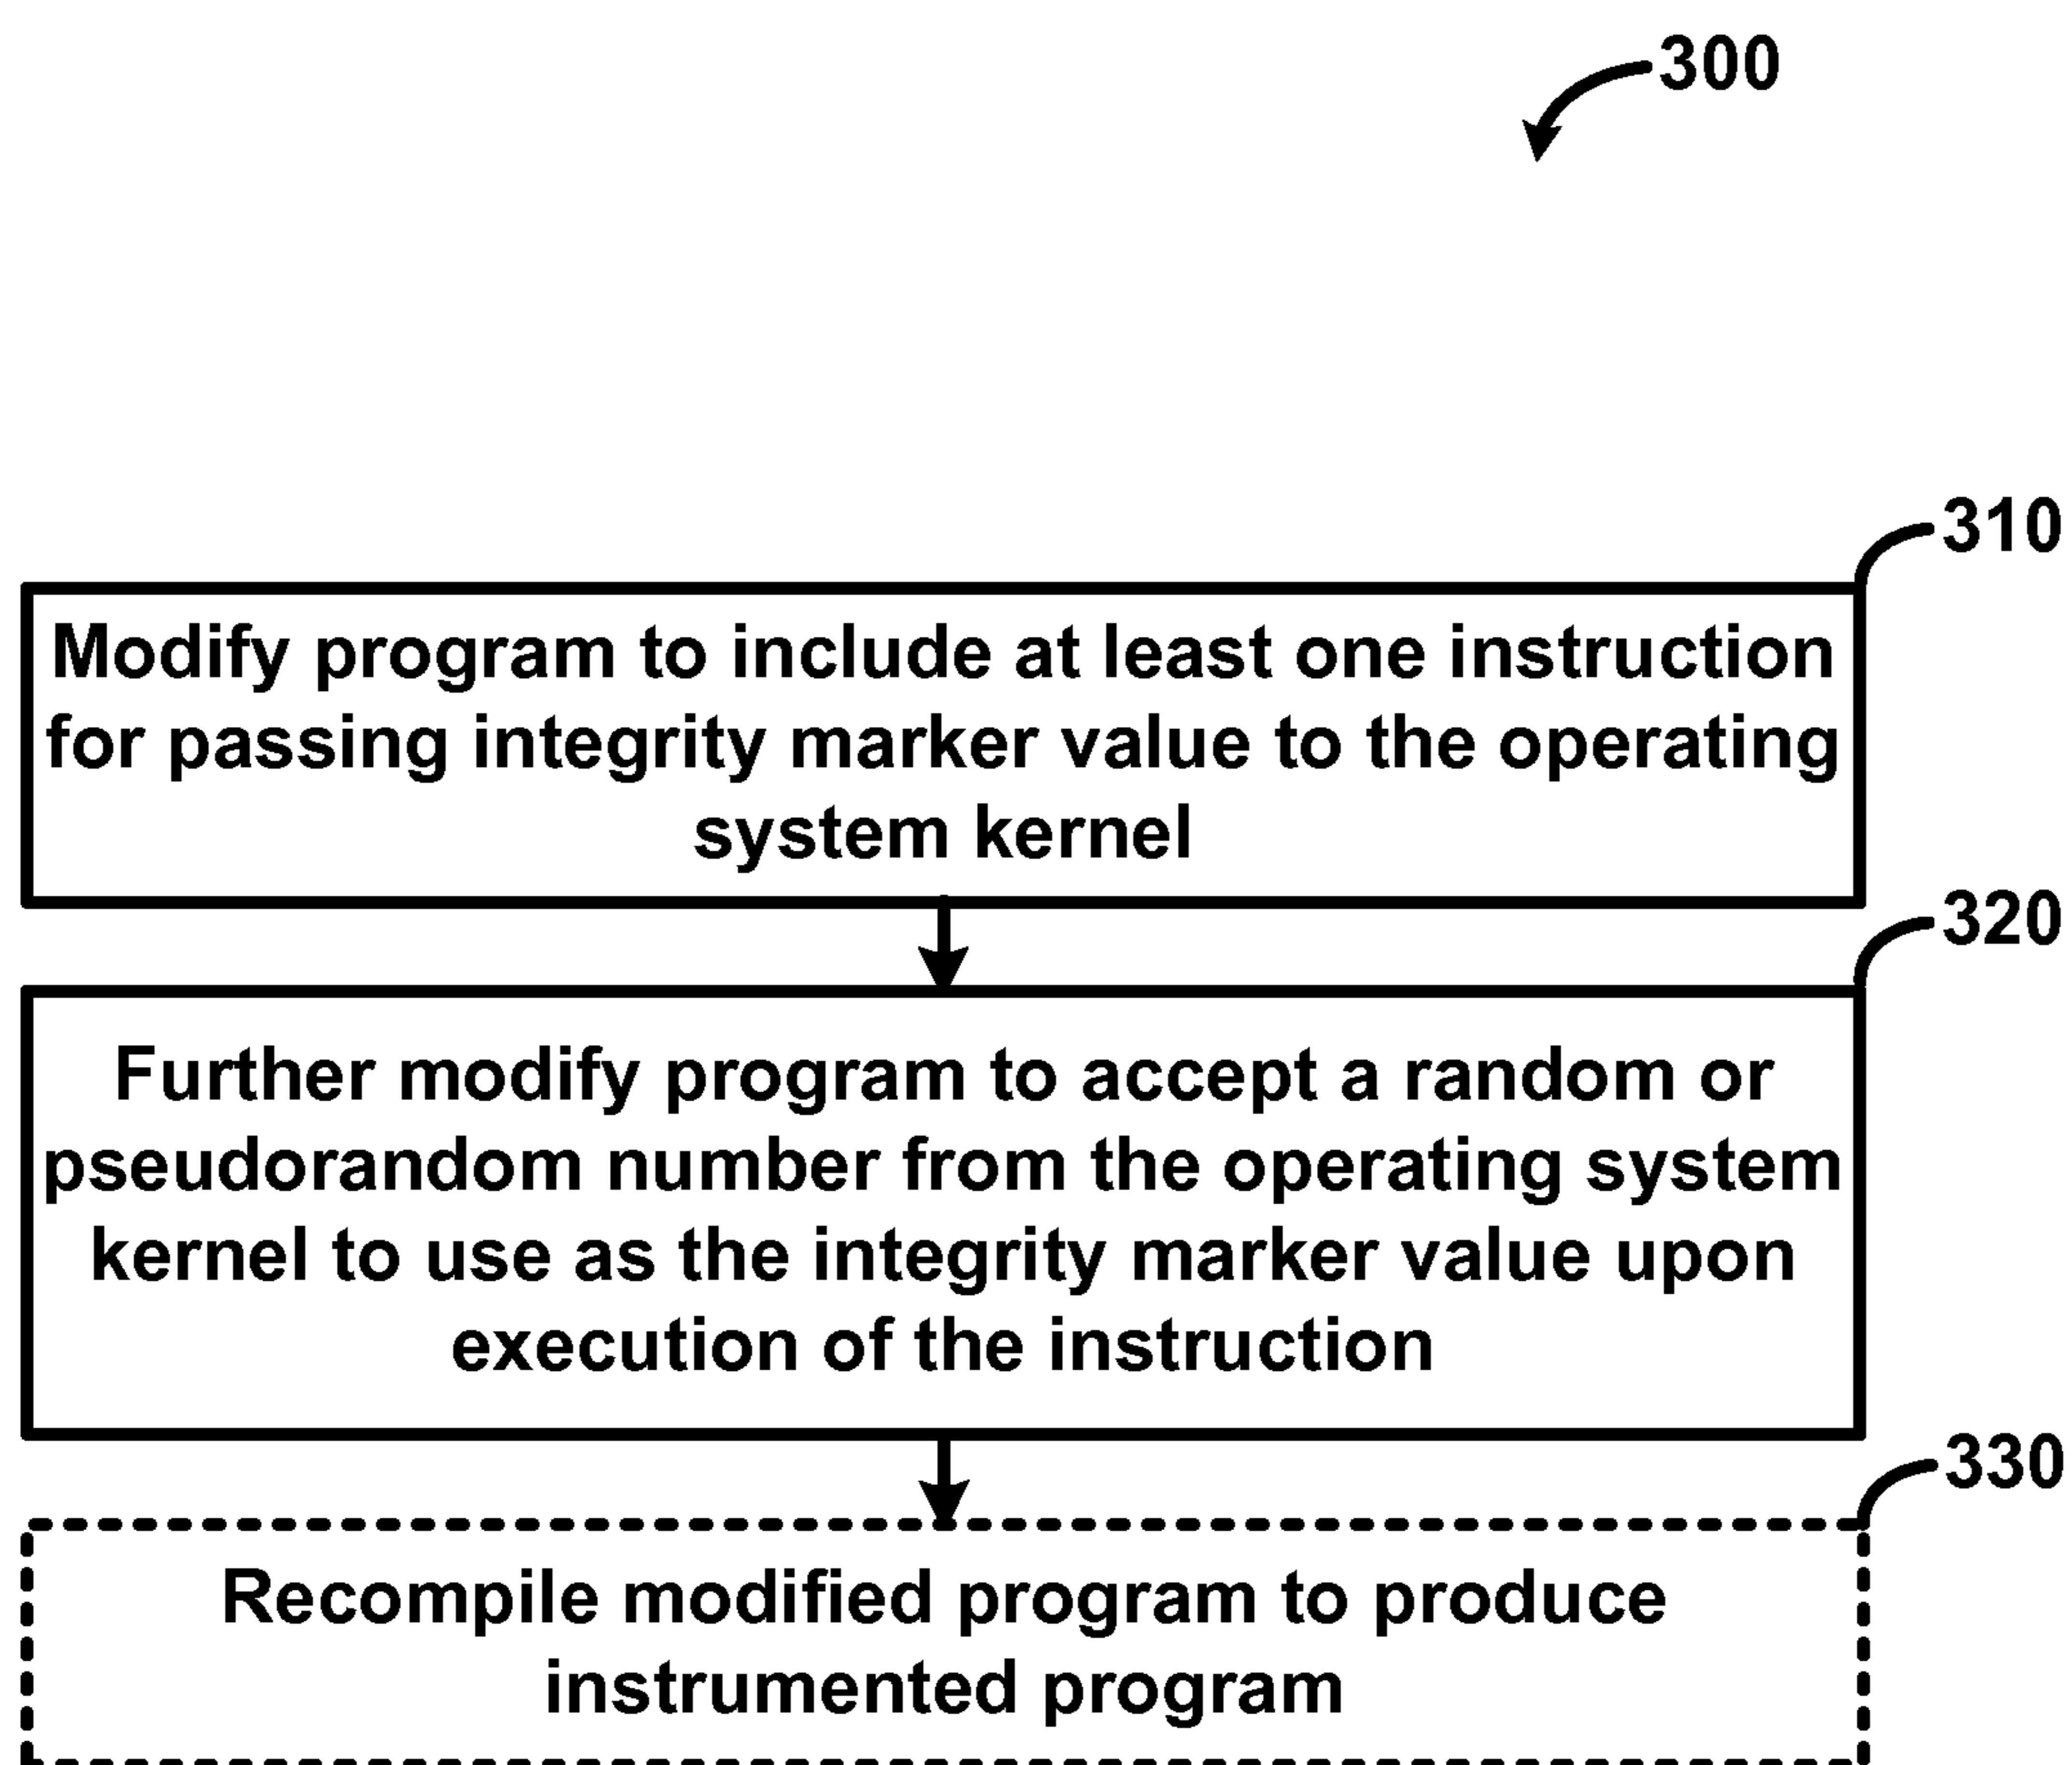 300
310
Modify program to include at least one instruction
for passing integrity marker value to the operating
system kernel
320
Further modify program to accept a random or
pseudorandom number from the operating system
kernel to use as the integrity marker value upon
execution of the instruction
330
Recompile modified program to produce
instrumented program